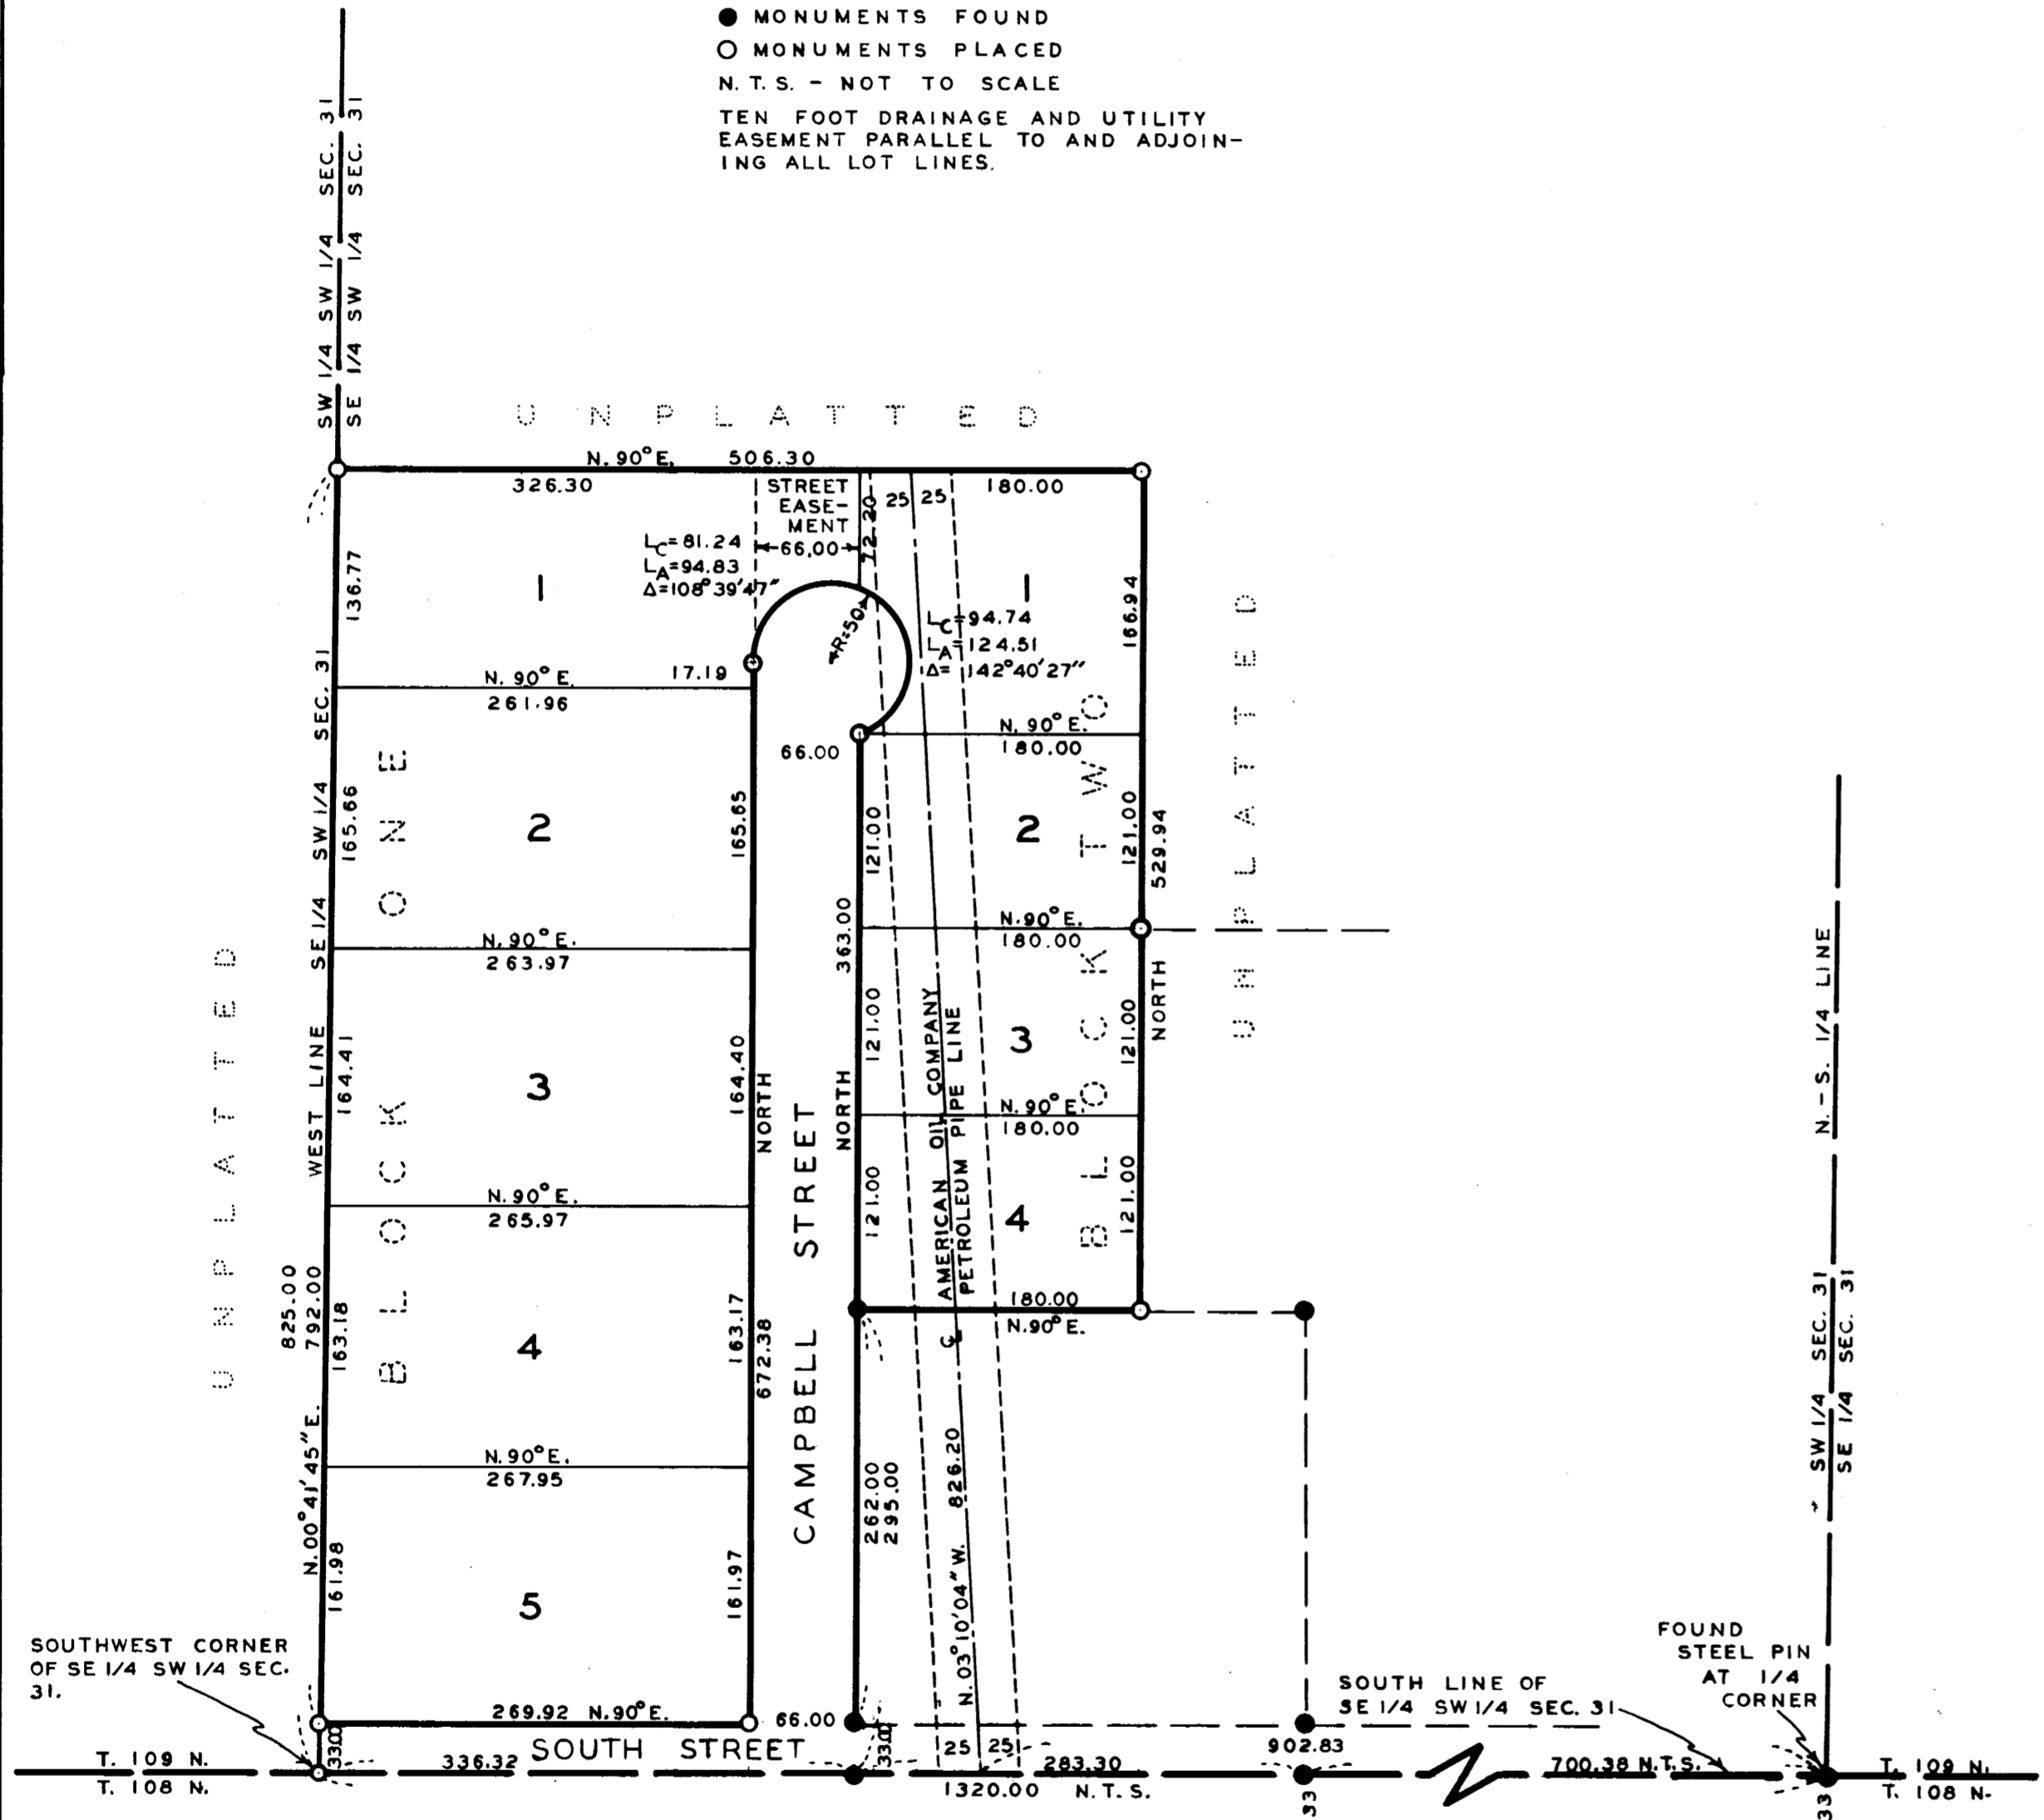 ● MONUMENTS FOUND
○ MONUMENTS PLACED
N.T.S. - NOT TO SCALE
TEN FOOT DRAINAGE AND UTILITY
EASEMENT PARALLEL TO AND ADJOIN-
ING ALL LOT LINES.
SW 1/4 SW 1/4 SEC. 31
SE 1/4 SW 1/4 SEC. 31
UNPLATTED
N. 90° E. 506.30
326.30
STREET
EASE-
MENT
66.00
72.20
25 25
180.00
LC=81.24
LA=94.83
Δ=108°39'47"
R=50
LC=94.74
LA=124.51
Δ= 142°40'27"
136.77
1
1
166.94
N. 90° E. 17.19
261.96
66.00
N. 90° E.
180.00
UNPLATTED
WEST LINE SE 1/4 SW 1/4 SEC. 31
165.66
BLOCK ONE
2
165.65
121.00
2
BLOCK TWO
121.00
529.94
N. 90° E.
263.97
363.00
N. 90° E.
180.00
UNPLATTED
164.41
3
164.40
NORTH
NORTH
121.00
AMERICAN OIL COMPANY
PETROLEUM PIPE LINE
3
121.00
NORTH
N. 90° E.
180.00
N. 90° E.
265.97
121.00
4
121.00
825.00
792.00
163.18
4
163.17
672.38
CAMPBELL STREET
180.00
N. 90° E.
℄
N. 90° E.
267.95
N. 00° 41' 45" E.
161.98
5
161.97
262.00
295.00
N. 03° 10' 04" W. 826.20
N.-S. 1/4 LINE
SW 1/4 SEC. 31
SE 1/4 SEC. 31
SOUTHWEST CORNER
OF SE 1/4 SW 1/4 SEC.
31.
FOUND
STEEL PIN
AT 1/4
CORNER
SOUTH LINE OF
SE 1/4 SW 1/4 SEC. 31
269.92 N. 90° E.
66.00
33.00
SOUTH STREET
33.00
25 25
902.83
T. 109 N.
336.32
283.30
700.38 N.T.S.
T. 109 N.
T. 108 N.
1320.00 N.T.S.
33
33
T. 108 N.